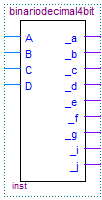 binariodecimal4bit
A _a
B _b
C _c
D _d
_e
_f
_g
_i
_j
inst